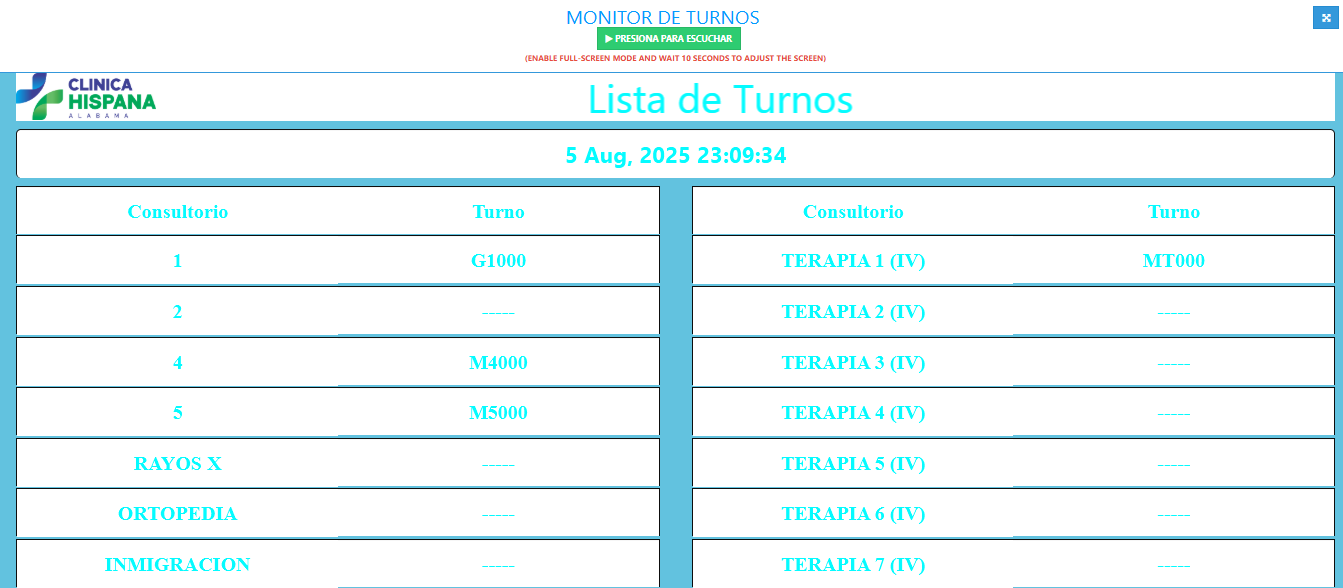 MONITOR DE TURNOS
PRESIONA PARA ESCUCHAR
(ENABLE FULL-SCREEN MODE AND WAIT 10 SECONDS TO ADJUST THE SCREEN)
CLINICA
HISPANA
ALABAMA
Lista de Turnos
5 Aug, 2025 23:09:34
Consultorio Turno
1 G1000
2 -----
4 M4000
5 M5000
RAYOS X -----
ORTOPEDIA -----
INMIGRACION -----
Consultorio Turno
TERAPIA 1 (IV) MT000
TERAPIA 2 (IV) -----
TERAPIA 3 (IV) -----
TERAPIA 4 (IV) -----
TERAPIA 5 (IV) -----
TERAPIA 6 (IV) -----
TERAPIA 7 (IV) -----